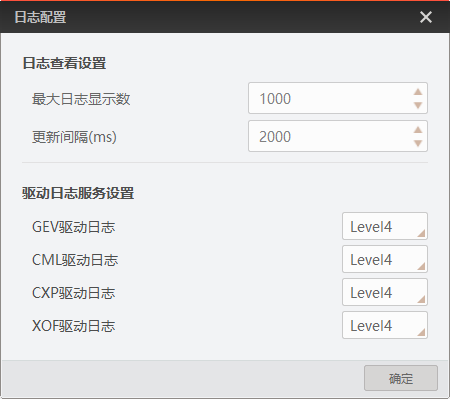 日志配置
日志查看设置
最大日志显示数 1000
更新间隔(ms) 2000
驱动日志服务设置
GEV驱动日志 Level4
CML驱动日志 Level4
CXP驱动日志 Level4
XOF驱动日志 Level4
确定